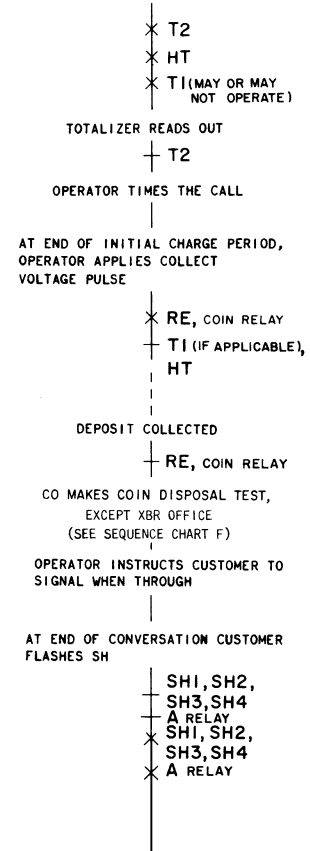 T2
HT
T1 (MAY OR MAY
NOT OPERATE)
TOTALIZER READS OUT
T2
OPERATOR TIMES THE CALL
AT END OF INITIAL CHARGE PERIOD,
OPERATOR APPLIES COLLECT
VOLTAGE PULSE
RE, COIN RELAY
T1 (IF APPLICABLE),
HT
DEPOSIT COLLECTED
RE, COIN RELAY
CO MAKES COIN DISPOSAL TEST,
EXCEPT XBR OFFICE
(SEE SEQUENCE CHART F)
OPERATOR INSTRUCTS CUSTOMER TO
SIGNAL WHEN THROUGH
AT END OF CONVERSATION CUSTOMER
FLASHES SH
SH1, SH2,
SH3, SH4
A RELAY
SH1, SH2,
SH3, SH4
A RELAY